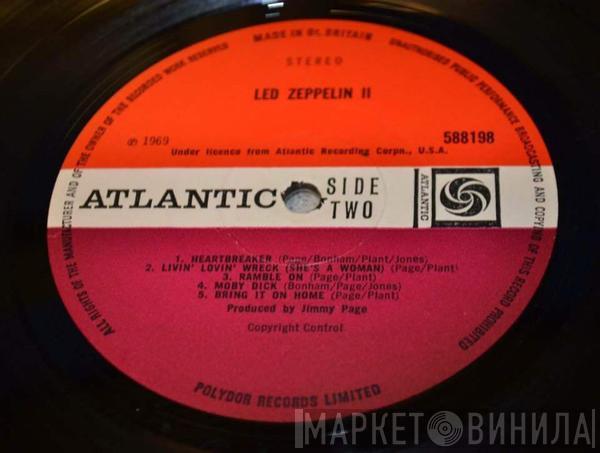 MADE IN Gt. BRITAIN
ALL RIGHTS OF THE MANUFACTURER AND OF THE OWNER OF THE RECORDED WORK RESERVED
UNAUTHORISED PUBLIC PERFORMANCE BROADCASTING AND COPYING OF THIS RECORD PROHIBITED
STEREO
LED ZEPPELIN II
℗ 1969
588198
Under licence from Atlantic Recording Corpn., U.S.A.
ATLANTIC
SIDE
TWO
ATLANTIC
1. HEARTBREAKER (Page/Bonham/Plant/Jones)
2. LIVIN' LOVIN' WRECK (SHE'S A WOMAN) (Page/Plant)
3. RAMBLE ON (Page/Plant)
4. MOBY DICK (Bonham/Page/Jones)
5. BRING IT ON HOME (Page/Plant)
Produced by Jimmy Page
Copyright Control
POLYDOR RECORDS LIMITED
МАРКЕТ ВИНИЛА